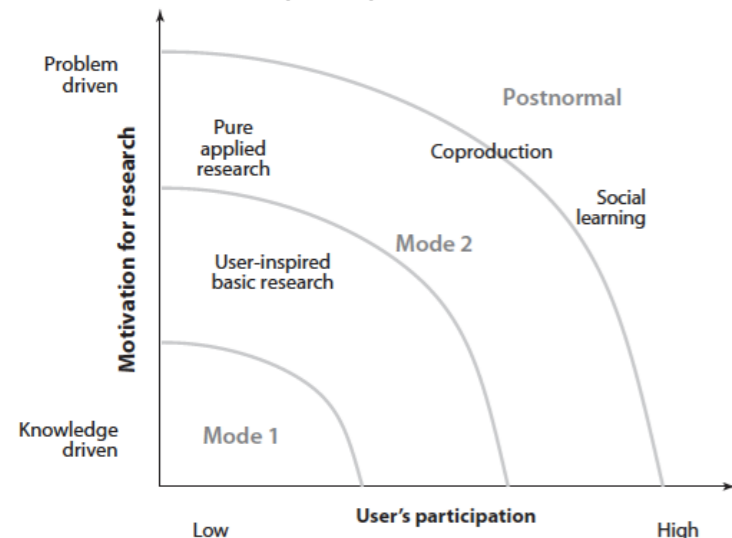 Problem
driven
Postnormal
Pure
applied
research
Coproduction
Social
learning
Motivation for research
Mode 2
User-inspired
basic research
Knowledge
driven
Mode 1
User's participation
Low
High